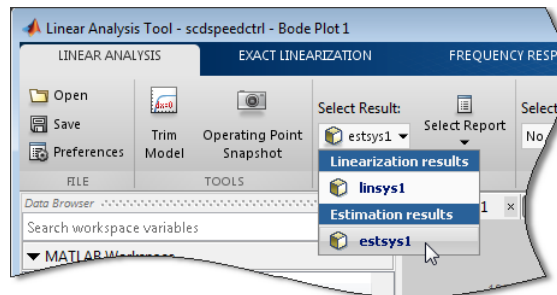 Linear Analysis Tool - scdspeedctrl - Bode Plot 1
LINEAR ANALYSIS
EXACT LINEARIZATION
FREQUENCY RESP
Open
Save
Preferences
FILE
dx=0
Trim Model
Operating Point Snapshot
TOOLS
Select Result:
estsys1
Select Report
Select
No
Linearization results
linsys1
Estimation results
estsys1
1 ×
Data Browser
Search workspace variables
MATLAB Workspace